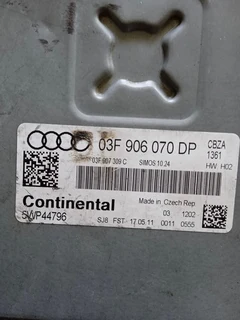 03F 906 070 DP
CBZA
1361
03F 907 309 C
SIMOS 10.24
HW: H02
Continental
Made in Czech Rep
5WP44796
03 1202
SJ8 FST- 17.05.11 0011 0555